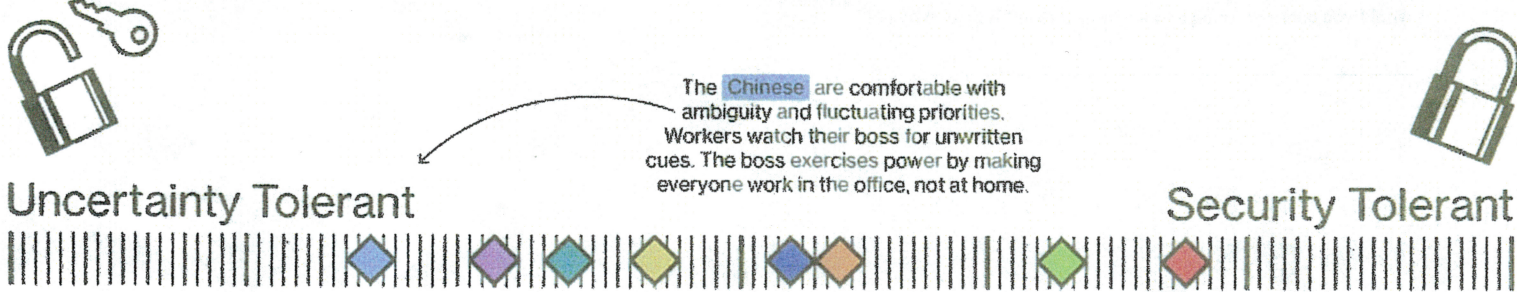 The Chinese are comfortable with
ambiguity and fluctuating priorities.
Workers watch their boss for unwritten
cues. The boss exercises power by making
everyone work in the office, not at home.
Uncertainty Tolerant
Security Tolerant